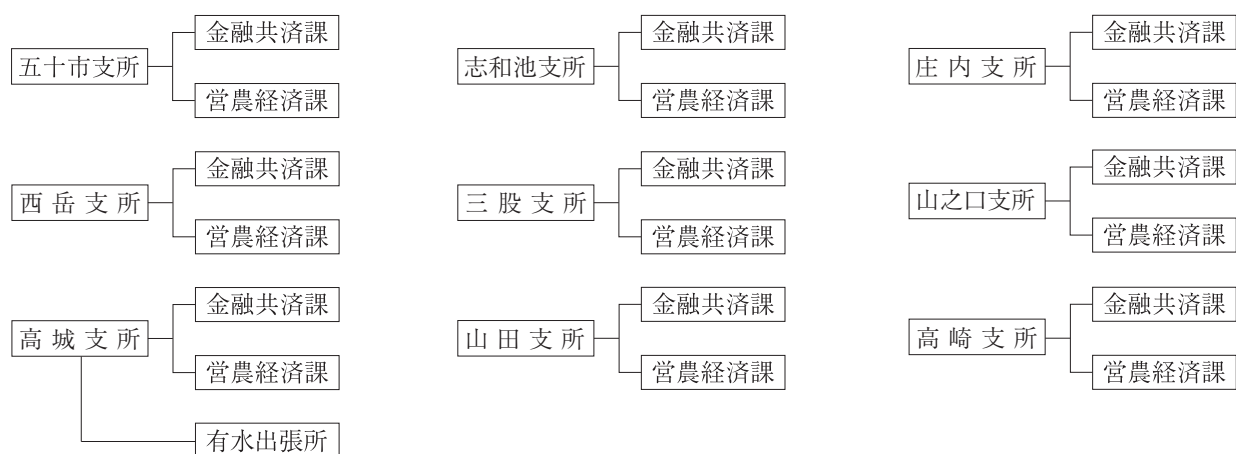 五十市支所
金融共済課
営農経済課
志和池支所
金融共済課
営農経済課
庄内支所
金融共済課
営農経済課
西岳支所
金融共済課
営農経済課
三股支所
金融共済課
営農経済課
山之口支所
金融共済課
営農経済課
高城支所
金融共済課
営農経済課
有水出張所
山田支所
金融共済課
営農経済課
高崎支所
金融共済課
営農経済課